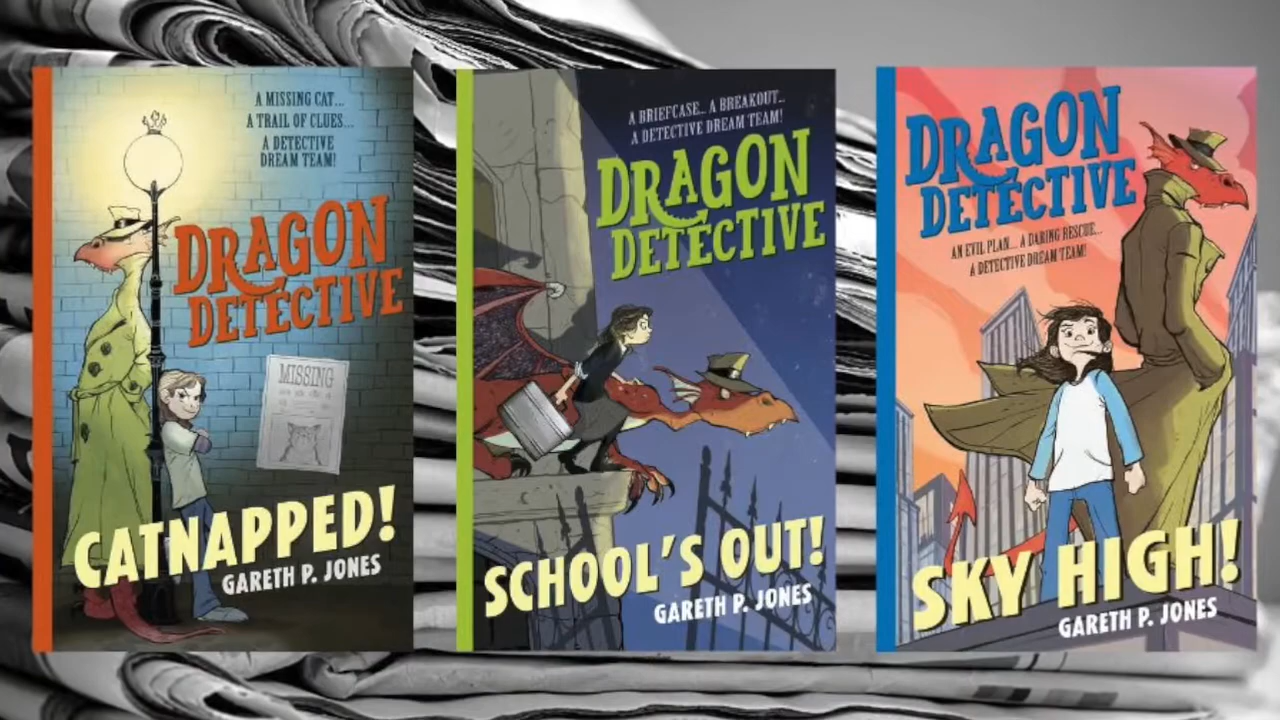 A MISSING CAT...
A TRAIL OF CLUES...
A DETECTIVE
DREAM TEAM!
DRAGON
DETECTIVE
MISSING
CATNAPPED!
GARETH P. JONES
A BRIEFCASE... A BREAKOUT...
A DETECTIVE DREAM TEAM!
DRAGON
DETECTIVE
SCHOOL'S OUT!
GARETH P. JONES
DRAGON
DETECTIVE
AN EVIL PLAN... A DARING RESCUE...
A DETECTIVE DREAM TEAM!
SKY HIGH!
GARETH P. JONES